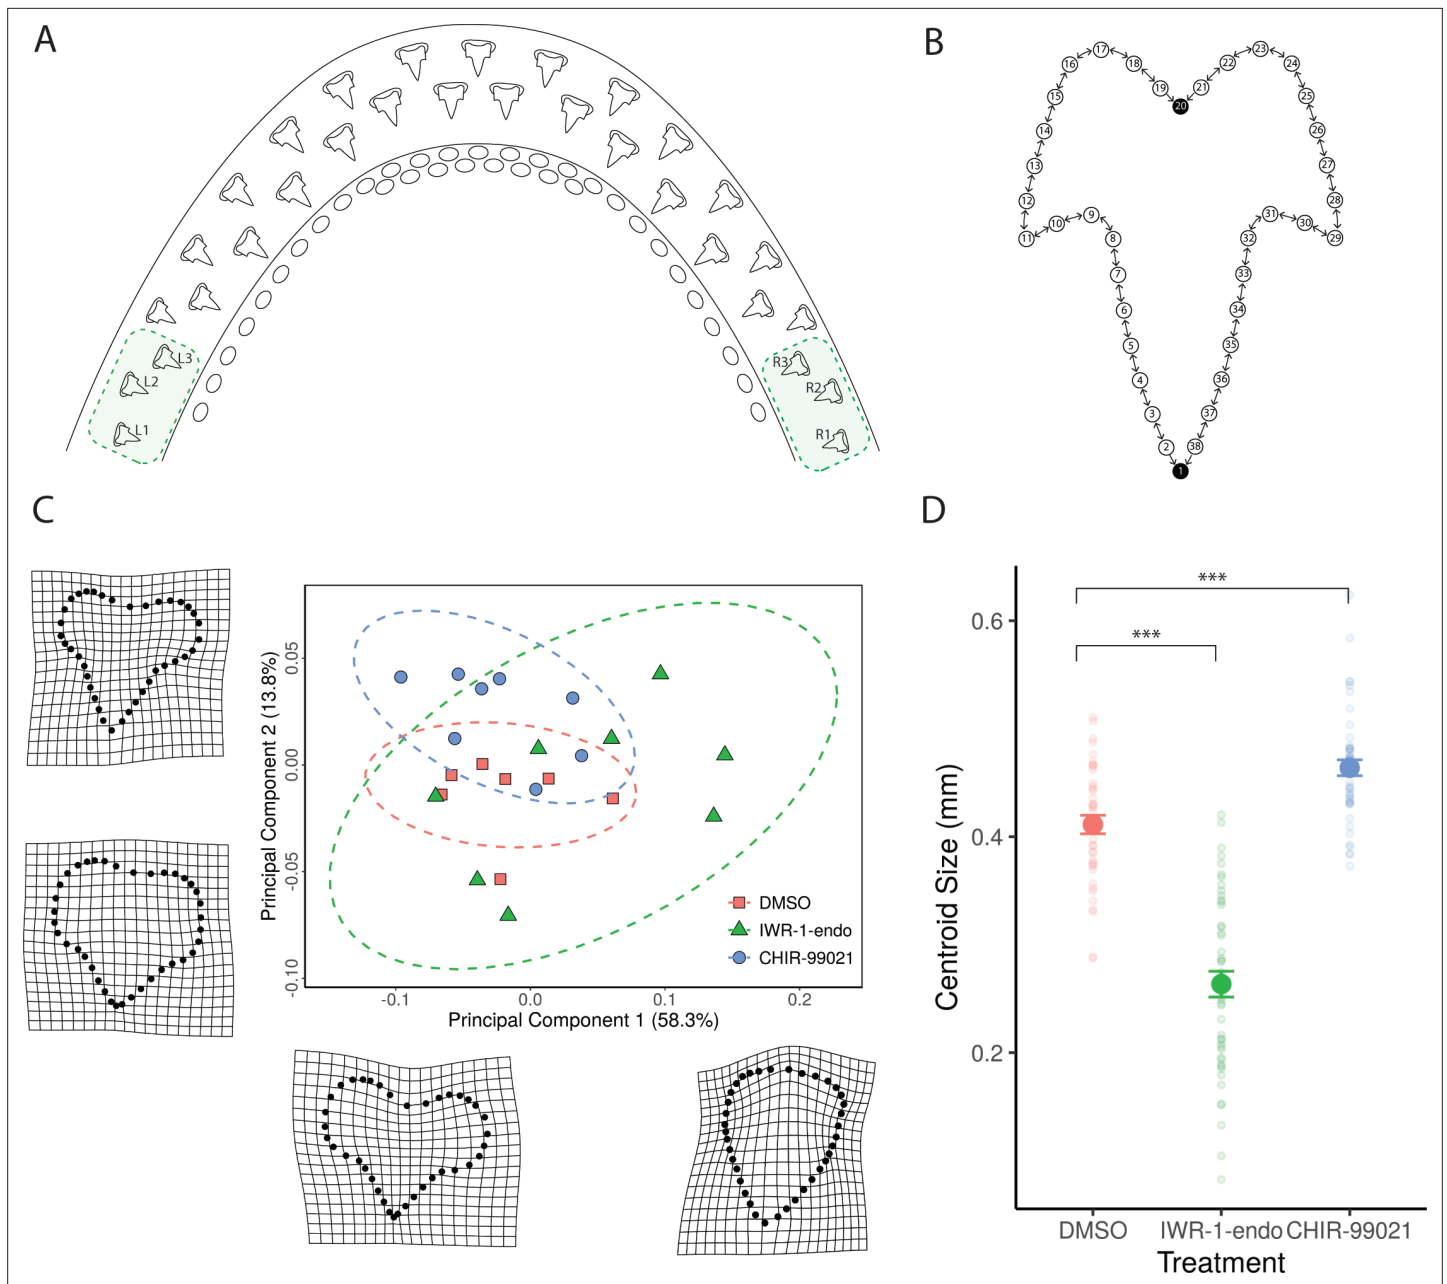 A
L3
L2
L1
R3
R2
R1
B
17
23
16
18
22
24
19
21
15
20
25
14
26
13
27
12
28
11
10
9
31
30
29
8
32
7
33
6
34
5
35
4
36
3
37
2
38
1
C
Principal Component 2 (13.8%)
0.05
0.00
-0.05
-0.10
DMSO
IWR-1-endo
CHIR-99021
-0.1
0.0
0.1
0.2
Principal Component 1 (58.3%)
D
***
***
Centroid Size (mm)
0.6
0.4
0.2
DMSO
IWR-1-endo
CHIR-99021
Treatment